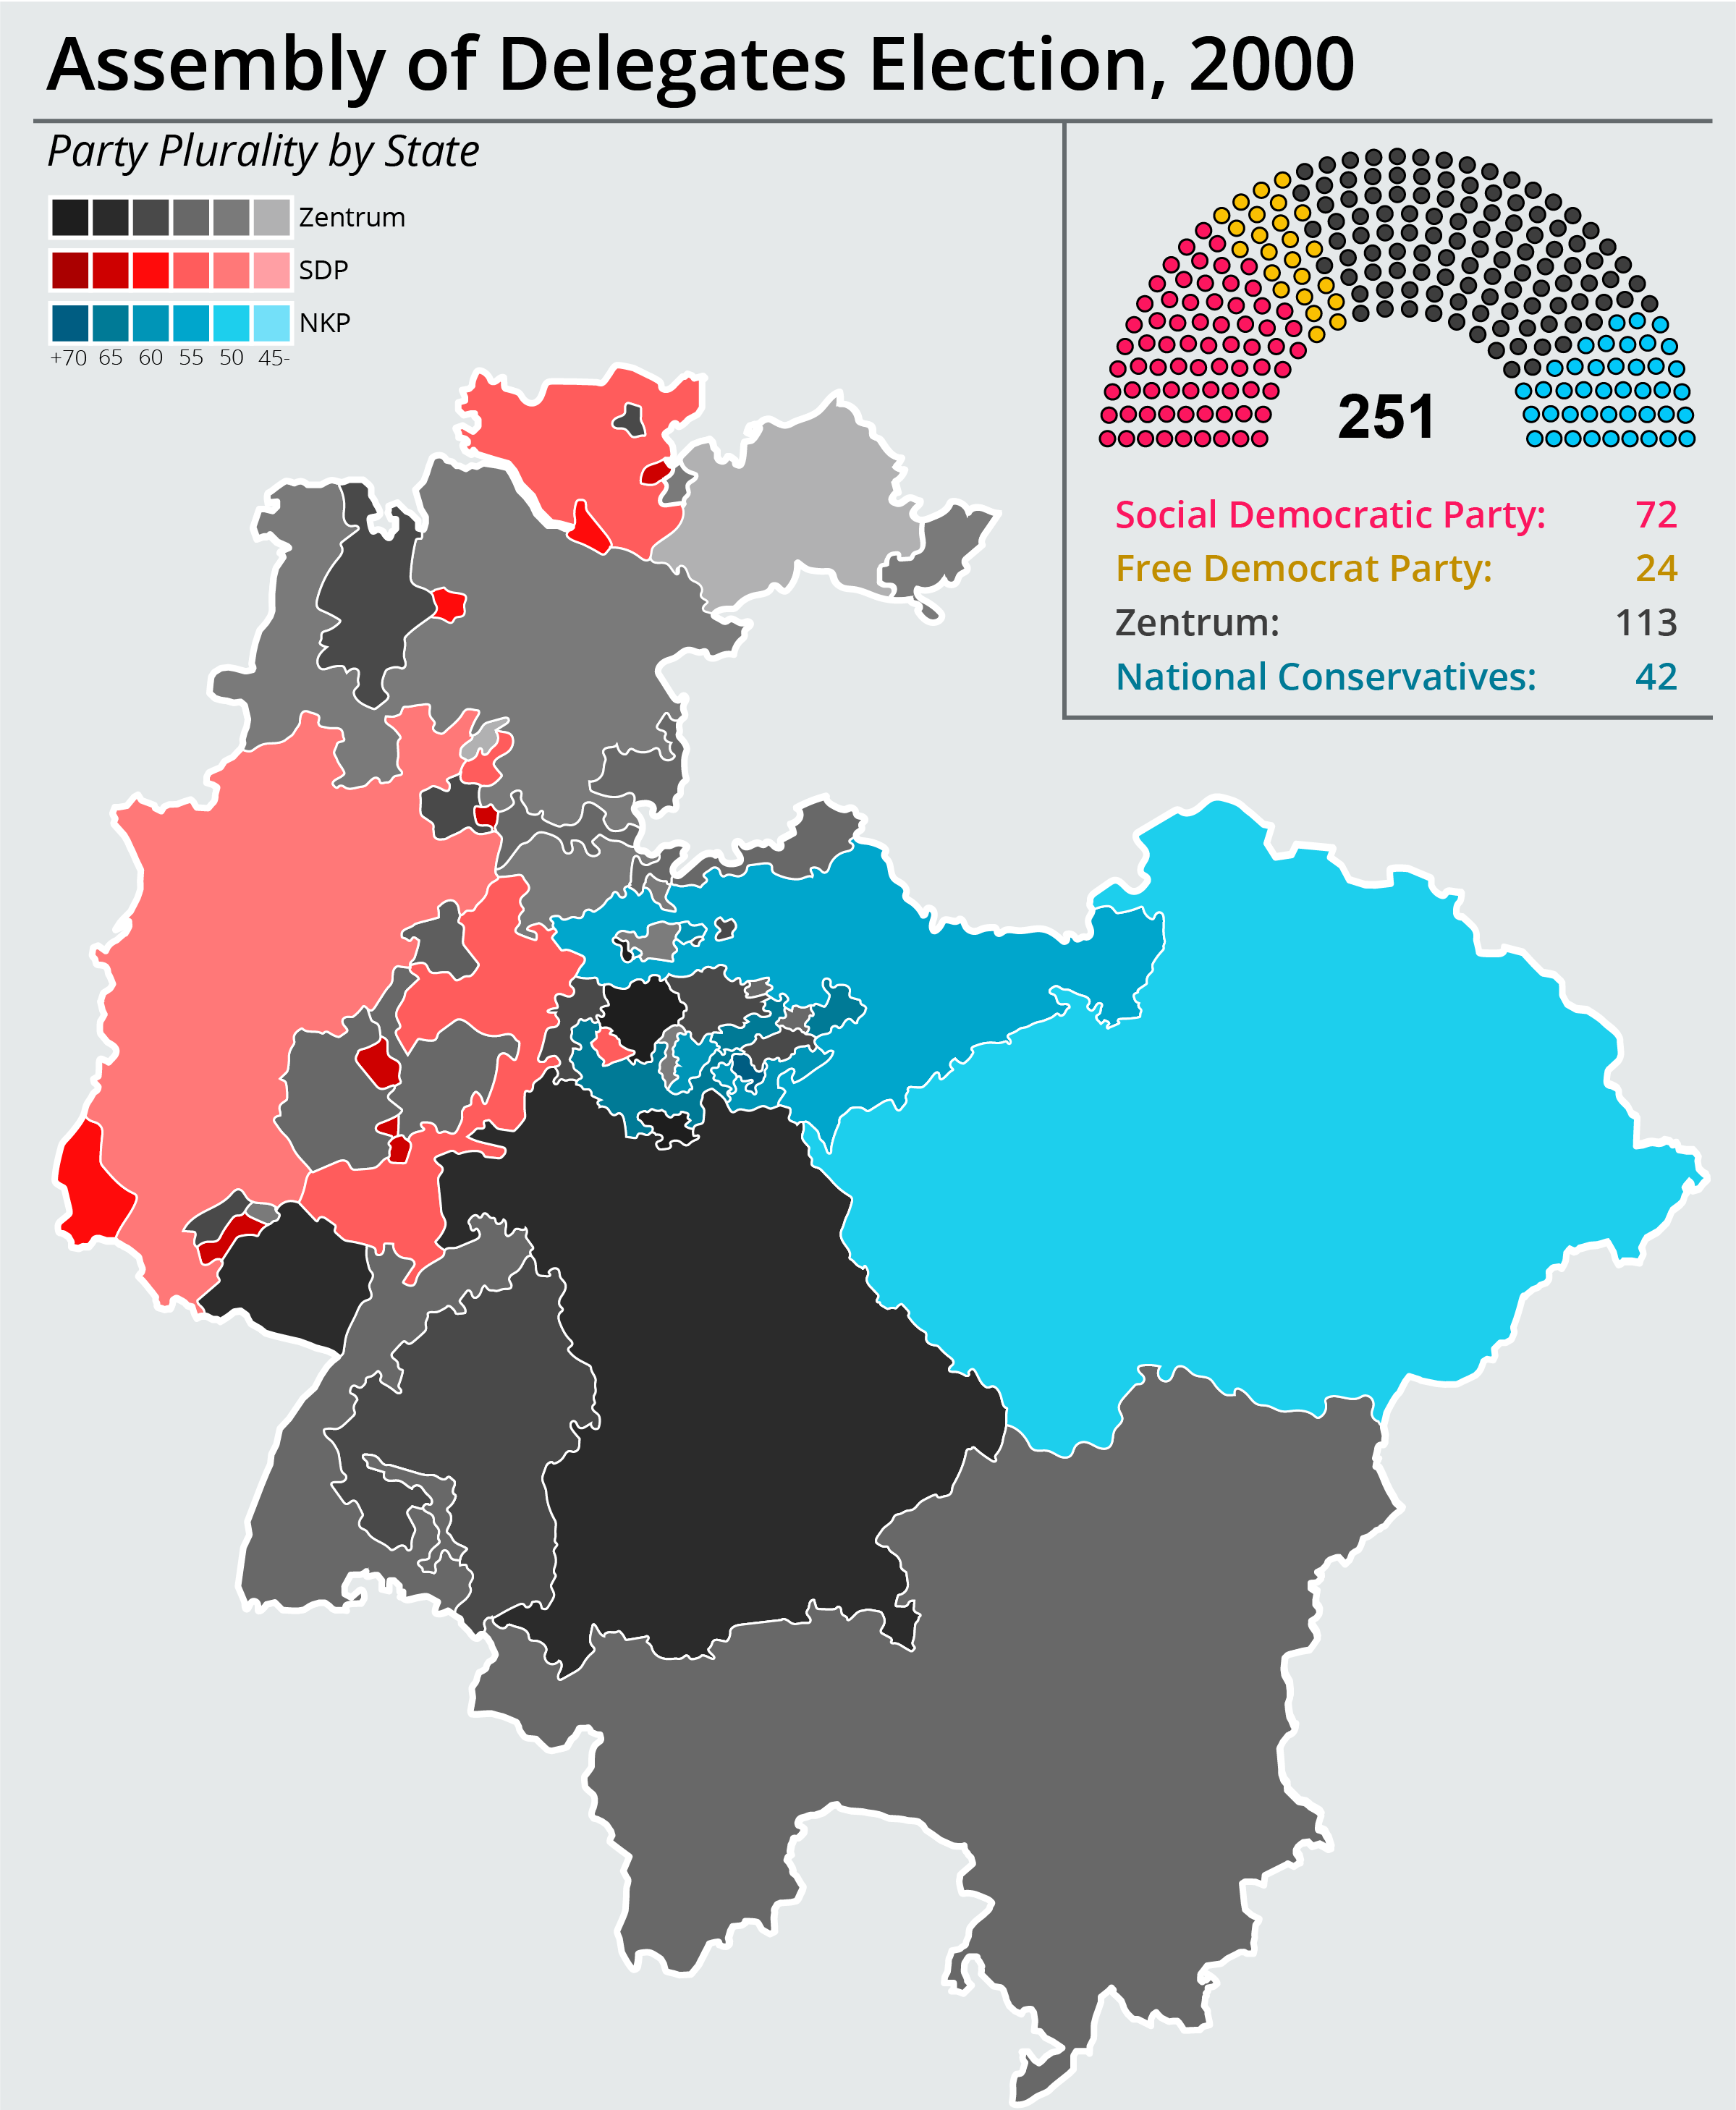 Assembly of Delegates Election, 2000
Party Plurality by State
Zentrum
SDP
NKP
+70 65 60 55 50 45-
251
Social Democratic Party: 72
Free Democrat Party: 24
Zentrum: 113
National Conservatives: 42